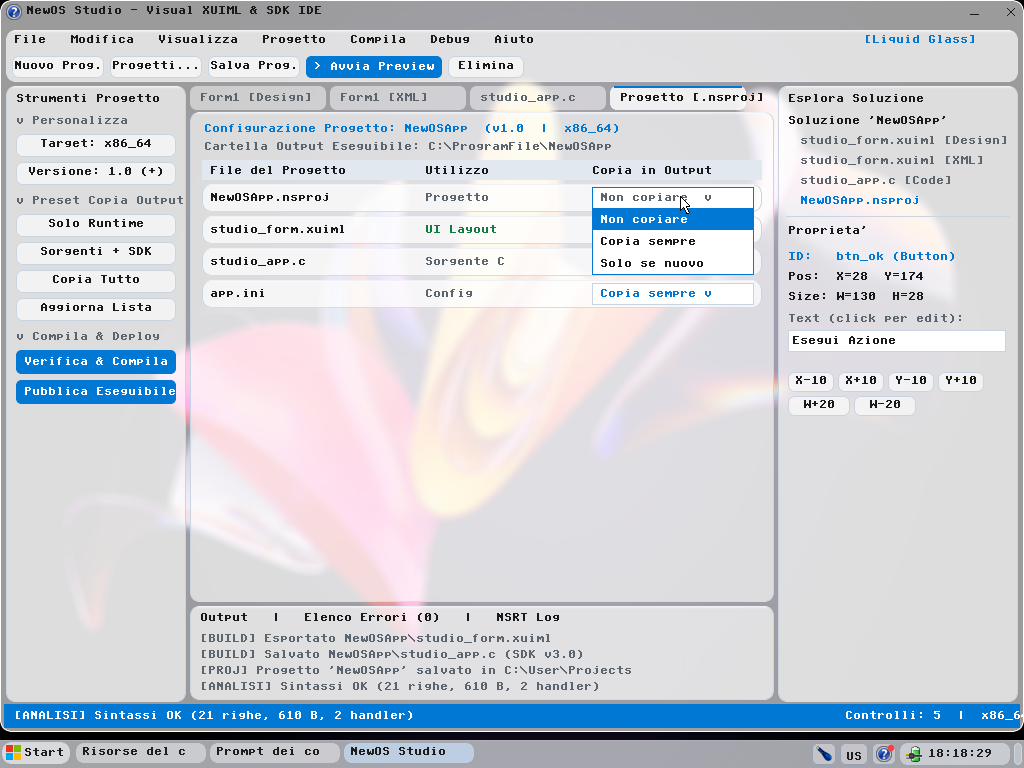 NewOS Studio - Visual XUIML & SDK IDE
File Modifica Visualizza Progetto Compila Debug Aiuto [Liquid Glass]
Nuovo Prog. Progetti... Salva Prog. > Avvia Preview Elimina
Strumenti Progetto
v Personalizza
Target: x86_64
Versione: 1.0 (+)
v Preset Copia Output
Solo Runtime
Sorgenti + SDK
Copia Tutto
Aggiorna Lista
v Compila & Deploy
Verifica & Compila
Pubblica Eseguibile
Form1 [Design] Form1 [XML] studio_app.c Progetto [.nsproj]
Configurazione Progetto: NewOSApp (v1.0 | x86_64)
Cartella Output Eseguibile: C:\ProgramFile\NewOSApp
File del Progetto Utilizzo Copia in Output
NewOSApp.nsproj Progetto Non copiare v
Non copiare
studio_form.xuiml UI Layout
Copia sempre
studio_app.c Sorgente C Solo se nuovo
app.ini Config Copia sempre v
Output | Elenco Errori (0) | NSRT Log
[BUILD] Esportato NewOSApp\studio_form.xuiml
[BUILD] Salvato NewOSApp\studio_app.c (SDK v3.0)
[PROJ] Progetto 'NewOSApp' salvato in C:\User\Projects
[ANALISI] Sintassi OK (21 righe, 610 B, 2 handler)
Esplora Soluzione
Soluzione 'NewOSApp'
studio_form.xuiml [Design]
studio_form.xuiml [XML]
studio_app.c [Code]
NewOSApp.nsproj
Proprieta'
ID: btn_ok (Button)
Pos: X=28 Y=174
Size: W=130 H=28
Text (click per edit):
Esegui Azione
X-10 X+10 Y-10 Y+10
W+20 W-20
[ANALISI] Sintassi OK (21 righe, 610 B, 2 handler) Controlli: 5 | x86_6
Start Risorse del c Prompt dei co NewOS Studio US 18:18:29